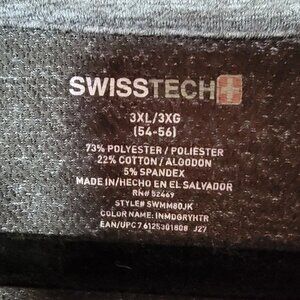 SWISSTECH
3XL/3XG
(54-56)
73% POLYESTER / POLIESTER
22% COTTON / ALGODON
5% SPANDEX
MADE IN/HECHO EN EL SALVADOR
RN# 52469
STYLE# SWMM80JK
COLOR NAME: INMDGRYHTR
EAN/UPC 7 6125301808 J27